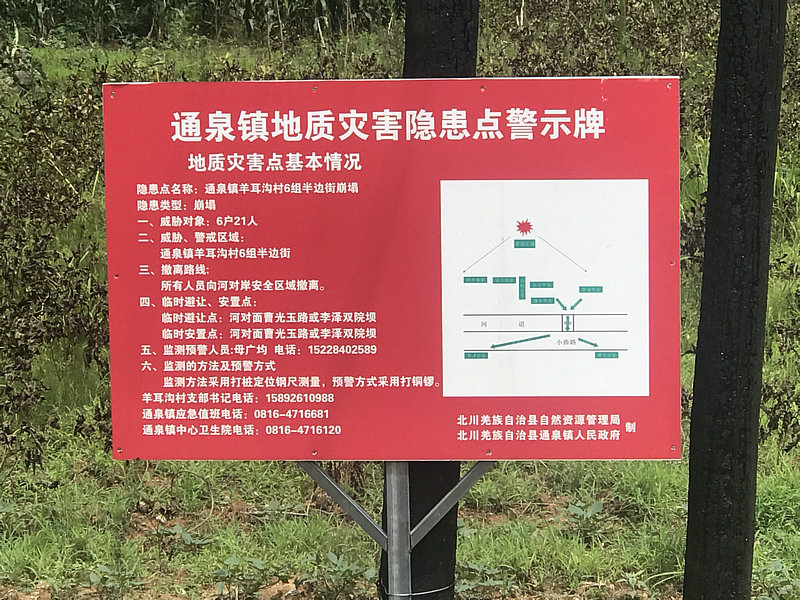 通泉镇地质灾害隐患点警示牌
地质灾害点基本情况
隐患点名称：通泉镇羊耳沟村6组半边街崩塌
隐患类型：崩塌
一、威胁对象：6户21人
二、威胁、警戒区域：
通泉镇羊耳沟村6组半边街
三、撤离路线：
所有人员向河对岸安全区域撤离。
四、临时避让、安置点：
临时避让点：河对面曹光玉路或李泽双院坝
临时安置点：河对面曹光玉路或李泽双院坝
五、监测预警人员:母广均 电话：15228402589
六、监测的方法及预警方式
监测方法采用打桩定位钢尺测量，预警方式采用打铜锣。
羊耳沟村支部书记电话：15892610988
通泉镇应急值班电话：0816-4716681
通泉镇中心卫生院电话：0816-4716120
河 道
小曲路
北川羌族自治县自然资源管理局
北川羌族自治县通泉镇人民政府
制